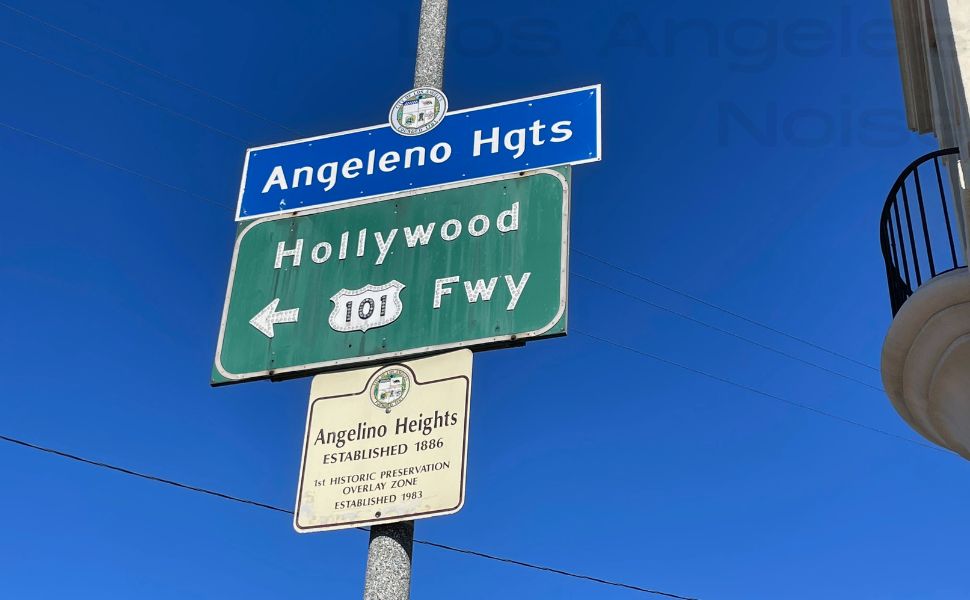 Los Angeles
Noise
Angeleno Hgts
Hollywood
101 Fwy
Angelino Heights
ESTABLISHED 1886
1st HISTORIC PRESERVATION
OVERLAY ZONE
ESTABLISHED 1983